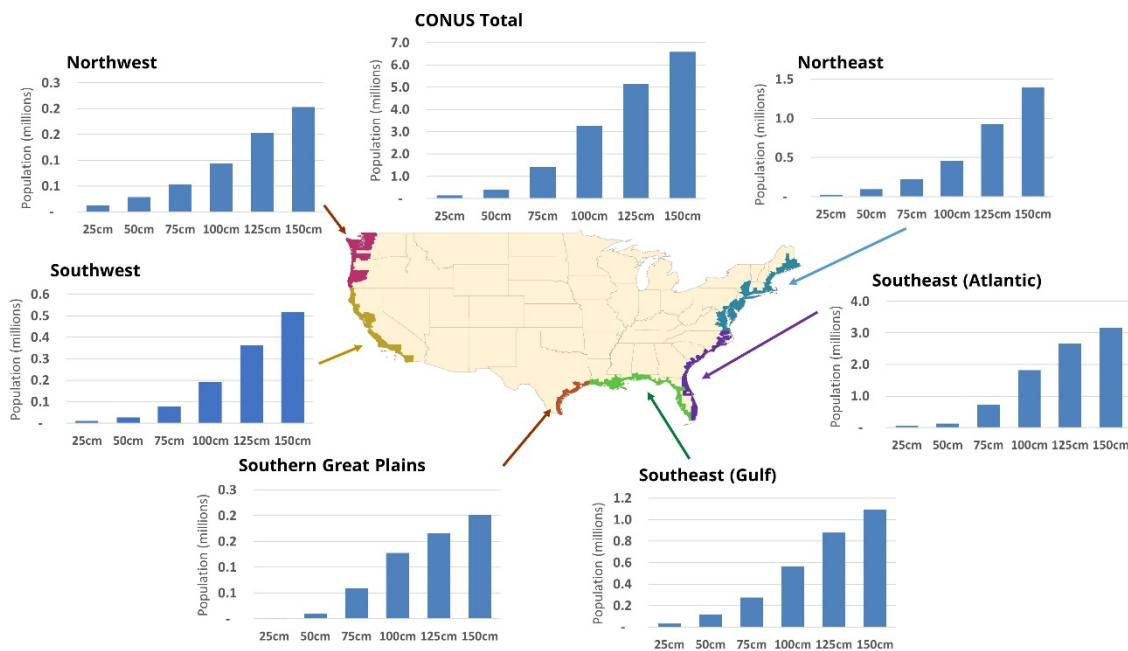 CONUS Total
Population (millions)
7.0
6.0
5.0
4.0
3.0
2.0
1.0
-
25cm 50cm 75cm 100cm 125cm 150cm
Northwest
Population (millions)
0.3
0.2
0.2
0.1
0.1
-
25cm 50cm 75cm 100cm 125cm 150cm
Northeast
Population (millions)
1.5
1.0
0.5
-
25cm 50cm 75cm 100cm 125cm 150cm
Southwest
Population (millions)
0.6
0.5
0.4
0.3
0.2
0.1
-
25cm 50cm 75cm 100cm 125cm 150cm
Southeast (Atlantic)
Population (millions)
4.0
3.0
2.0
1.0
-
25cm 50cm 75cm 100cm 125cm 150cm
Southern Great Plains
Population (millions)
0.3
0.2
0.2
0.1
0.1
-
25cm 50cm 75cm 100cm 125cm 150cm
Southeast (Gulf)
Population (millions)
1.2
1.0
0.8
0.6
0.4
0.2
-
25cm 50cm 75cm 100cm 125cm 150cm